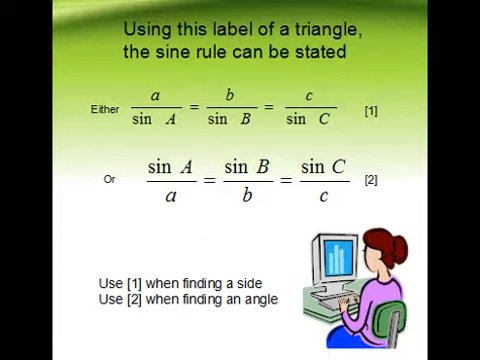 Using this label of a triangle,
the sine rule can be stated
Either a/sin A = b/sin B = c/sin C [1]
Or sin A/a = sin B/b = sin C/c [2]
Use [1] when finding a side
Use [2] when finding an angle